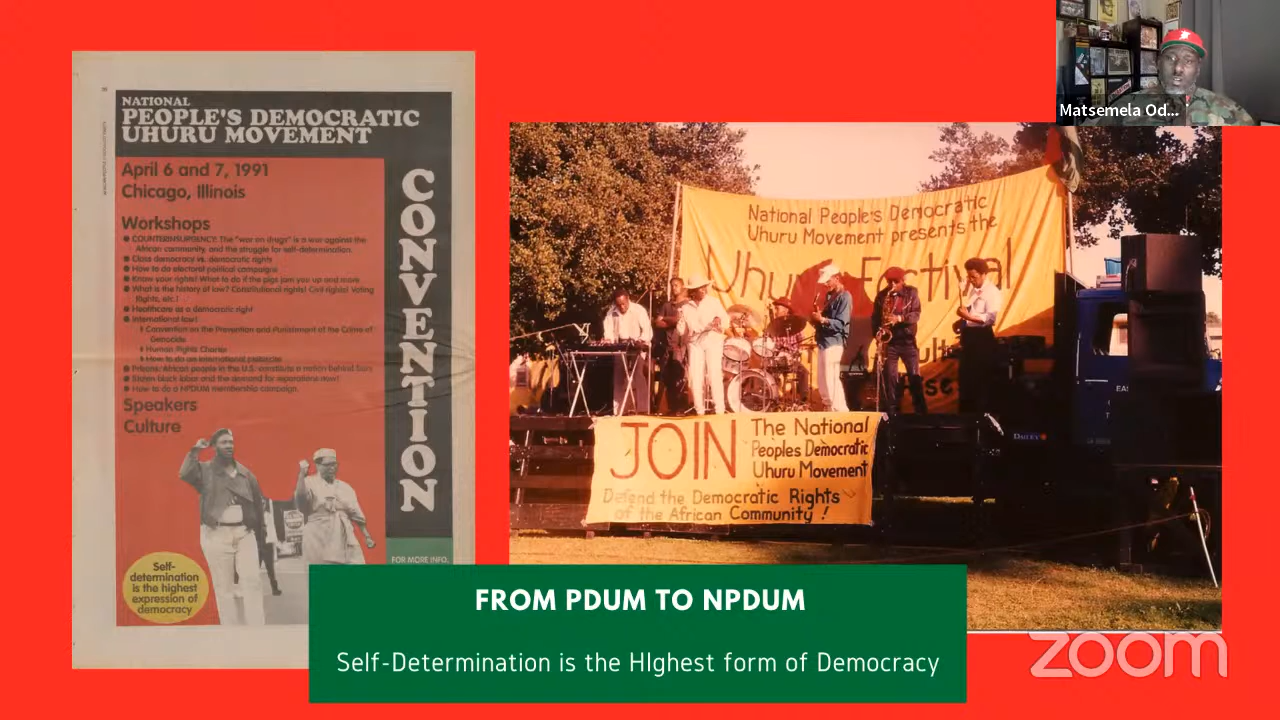 NATIONAL
PEOPLE'S DEMOCRATIC
UHURU MOVEMENT
CONVENTION
April 6 and 7, 1991
Chicago, Illinois
Workshops
COUNTERINSURGENCY: The "war on drugs" is a war against the
African community, and the struggle for self-determination.
Class democracy vs. democratic rights
How to do electoral political campaigns
Know your rights! What to do if the pigs jam you up and more
What is the history of law? Constitutional rights! Civil rights! Voting
Rights, etc.!
Healthcare as a democratic right
International law!
Convention on the Prevention and Punishment of the Crime of
Genocide
Human Rights Charter
How to do an international
Prisons: African people in the U.S. constitute a nation behind bars
Stolen black labor and the demand for reparations now!
How to do a NPDUM membership campaign.
Speakers
Culture
Self-
determination
is the highest
expression of
democracy
FOR MORE INFO.
Matsemela Od...
National People's Democratic
Uhuru Movement presents the
Uhuru Festival
JOIN
The National
Peoples Democratic
Uhuru Movement
Defend the Democratic Rights
of the African Community!
FROM PDUM TO NPDUM
Self-Determination is the HIghest form of Democracy
zoom